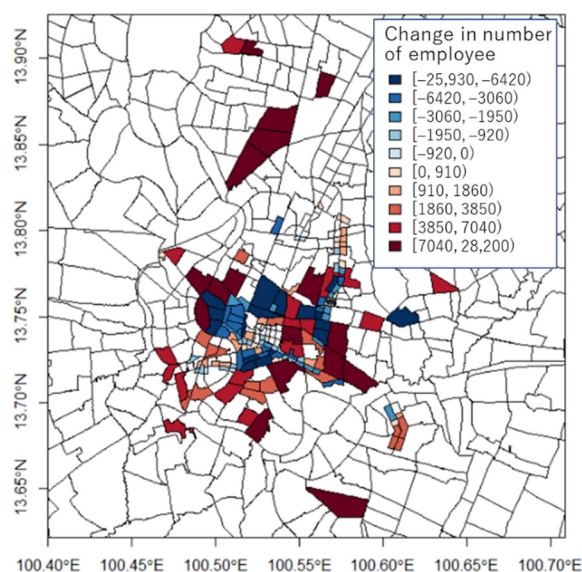 Change in number
of employee
[−25,930, −6420)
[−6420, −3060)
[−3060, −1950)
[−1950, −920)
[−920, 0)
[0, 910)
[910, 1860)
[1860, 3850)
[3850, 7040)
[7040, 28,200)
13.90°N
13.85°N
13.80°N
13.75°N
13.70°N
13.65°N
100.40°E 100.45°E 100.50°E 100.55°E 100.60°E 100.65°E 100.70°E